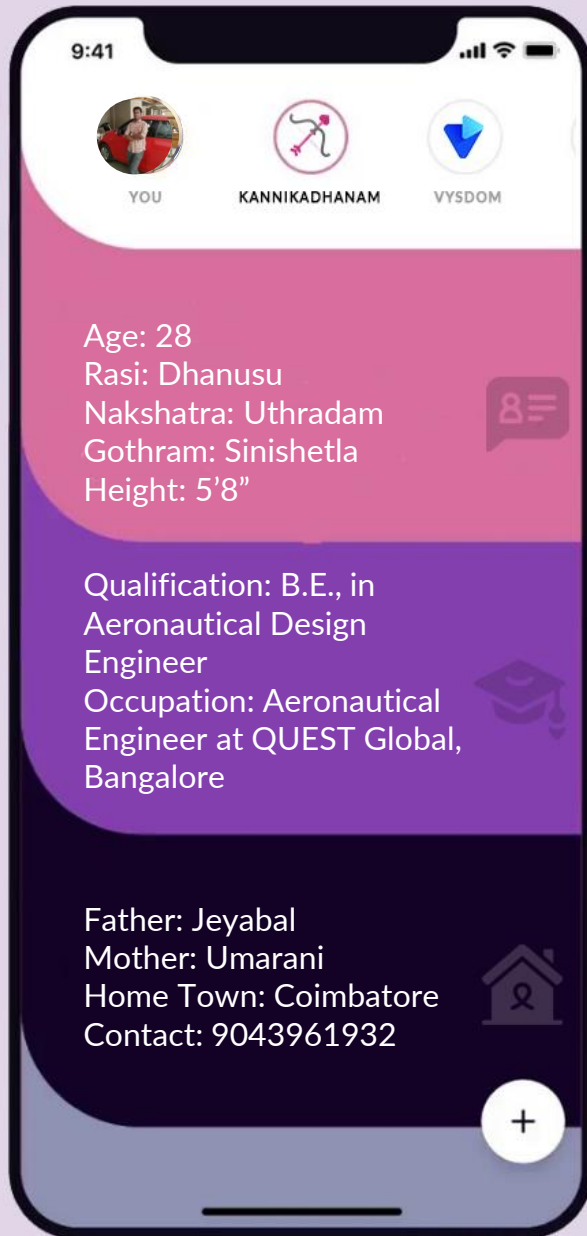 9:41
YOU
KANNIKADHANAM
VYSDOM
Age: 28
Rasi: Dhanusu
Nakshatra: Uthradam
Gothram: Sinishetla
Height: 5’8”
Qualification: B.E., in
Aeronautical Design
Engineer
Occupation: Aeronautical
Engineer at QUEST Global,
Bangalore
Father: Jeyabal
Mother: Umarani
Home Town: Coimbatore
Contact: 9043961932